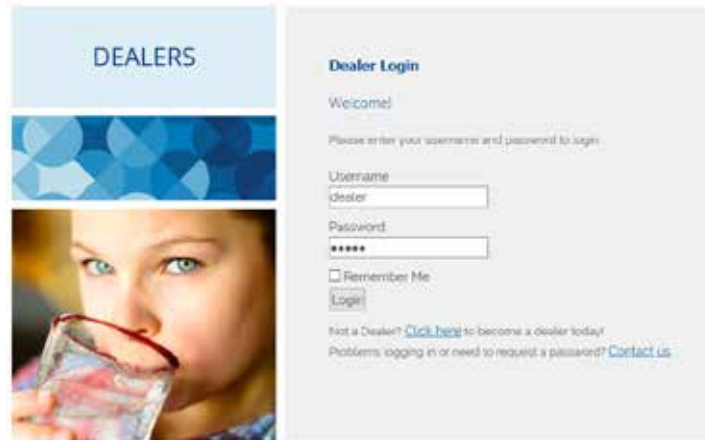 DEALERS
Dealer Login
Welcome!
Please enter your username and password to login
Username
dealer
Password
*****
Remember Me
Login
Not a Dealer? Click here to become a dealer today!
Problems logging in or need to request a password? Contact us.